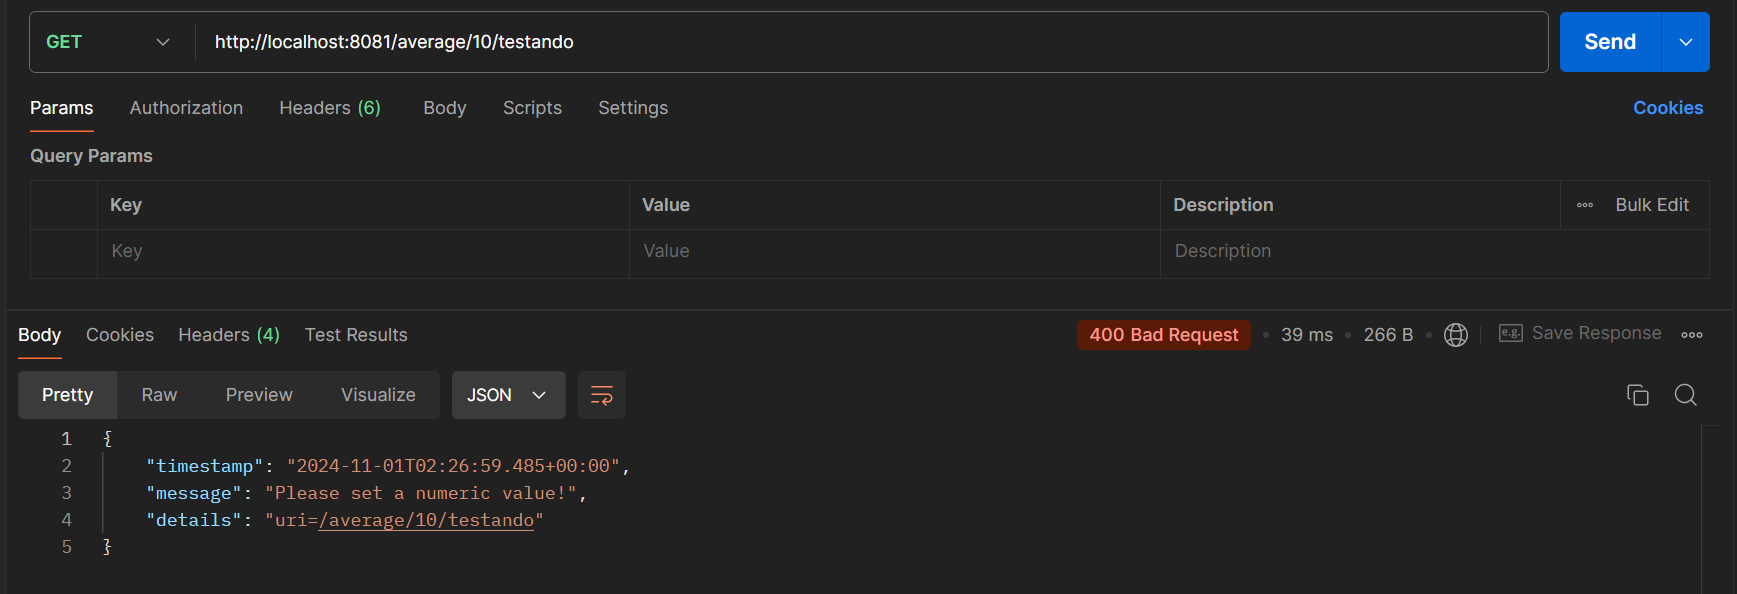 GET http://localhost:8081/average/10/testando Send
Params Authorization Headers (6) Body Scripts Settings Cookies
Query Params
Key Value Description Bulk Edit
Key Value Description
Body Cookies Headers (4) Test Results 400 Bad Request • 39 ms • 266 B • e.g. Save Response
Pretty Raw Preview Visualize JSON
1 {
2 "timestamp": "2024-11-01T02:26:59.485+00:00",
3 "message": "Please set a numeric value!",
4 "details": "uri=/average/10/testando"
5 }